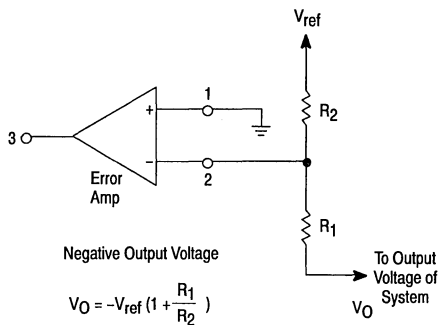 Vref
1
+
R2
3
−
2
Error
Amp
R1
Negative Output Voltage
To Output
Voltage of
System
VO
VO = −Vref (1 + R1/R2 )